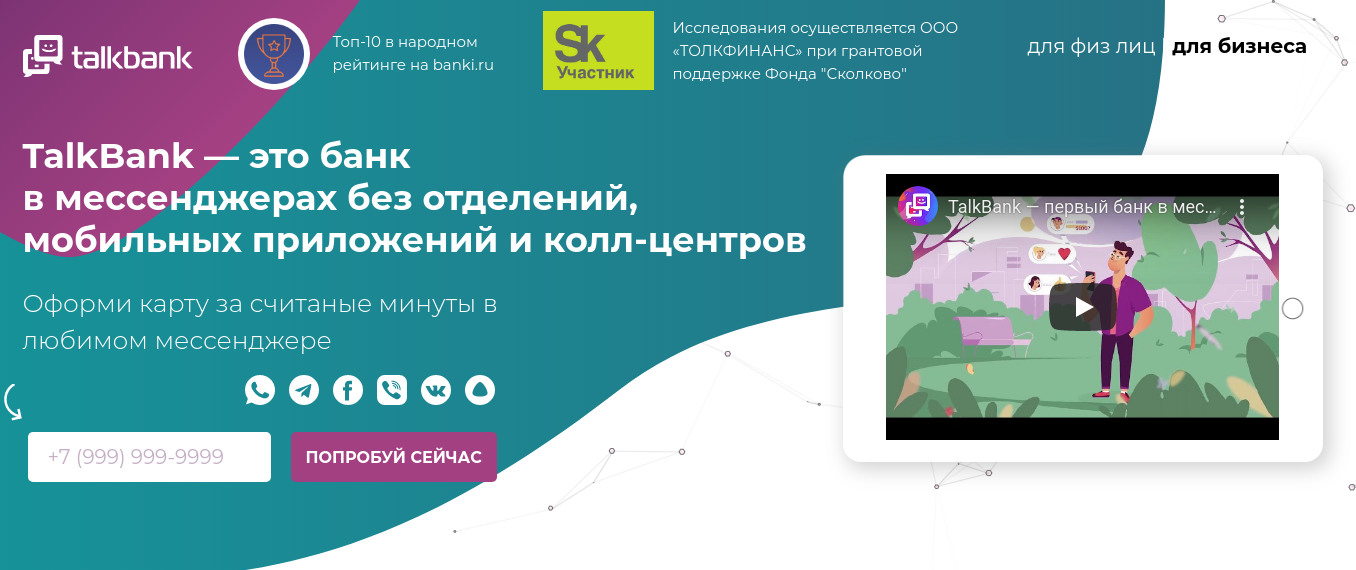 talkbank
Топ-10 в народном
рейтинге на banki.ru
Sk
Участник
Исследования осуществляется ООО
«ТОЛКФИНАНС» при грантовой
поддержке Фонда "Сколково"
для физ лиц
для бизнеса
TalkBank — это банк
в мессенджерах без отделений,
мобильных приложений и колл-центров
Оформи карту за считаные минуты в
любимом мессенджере
+7 (999) 999-9999
ПОПРОБУЙ СЕЙЧАС
TalkBank — первый банк в мес...